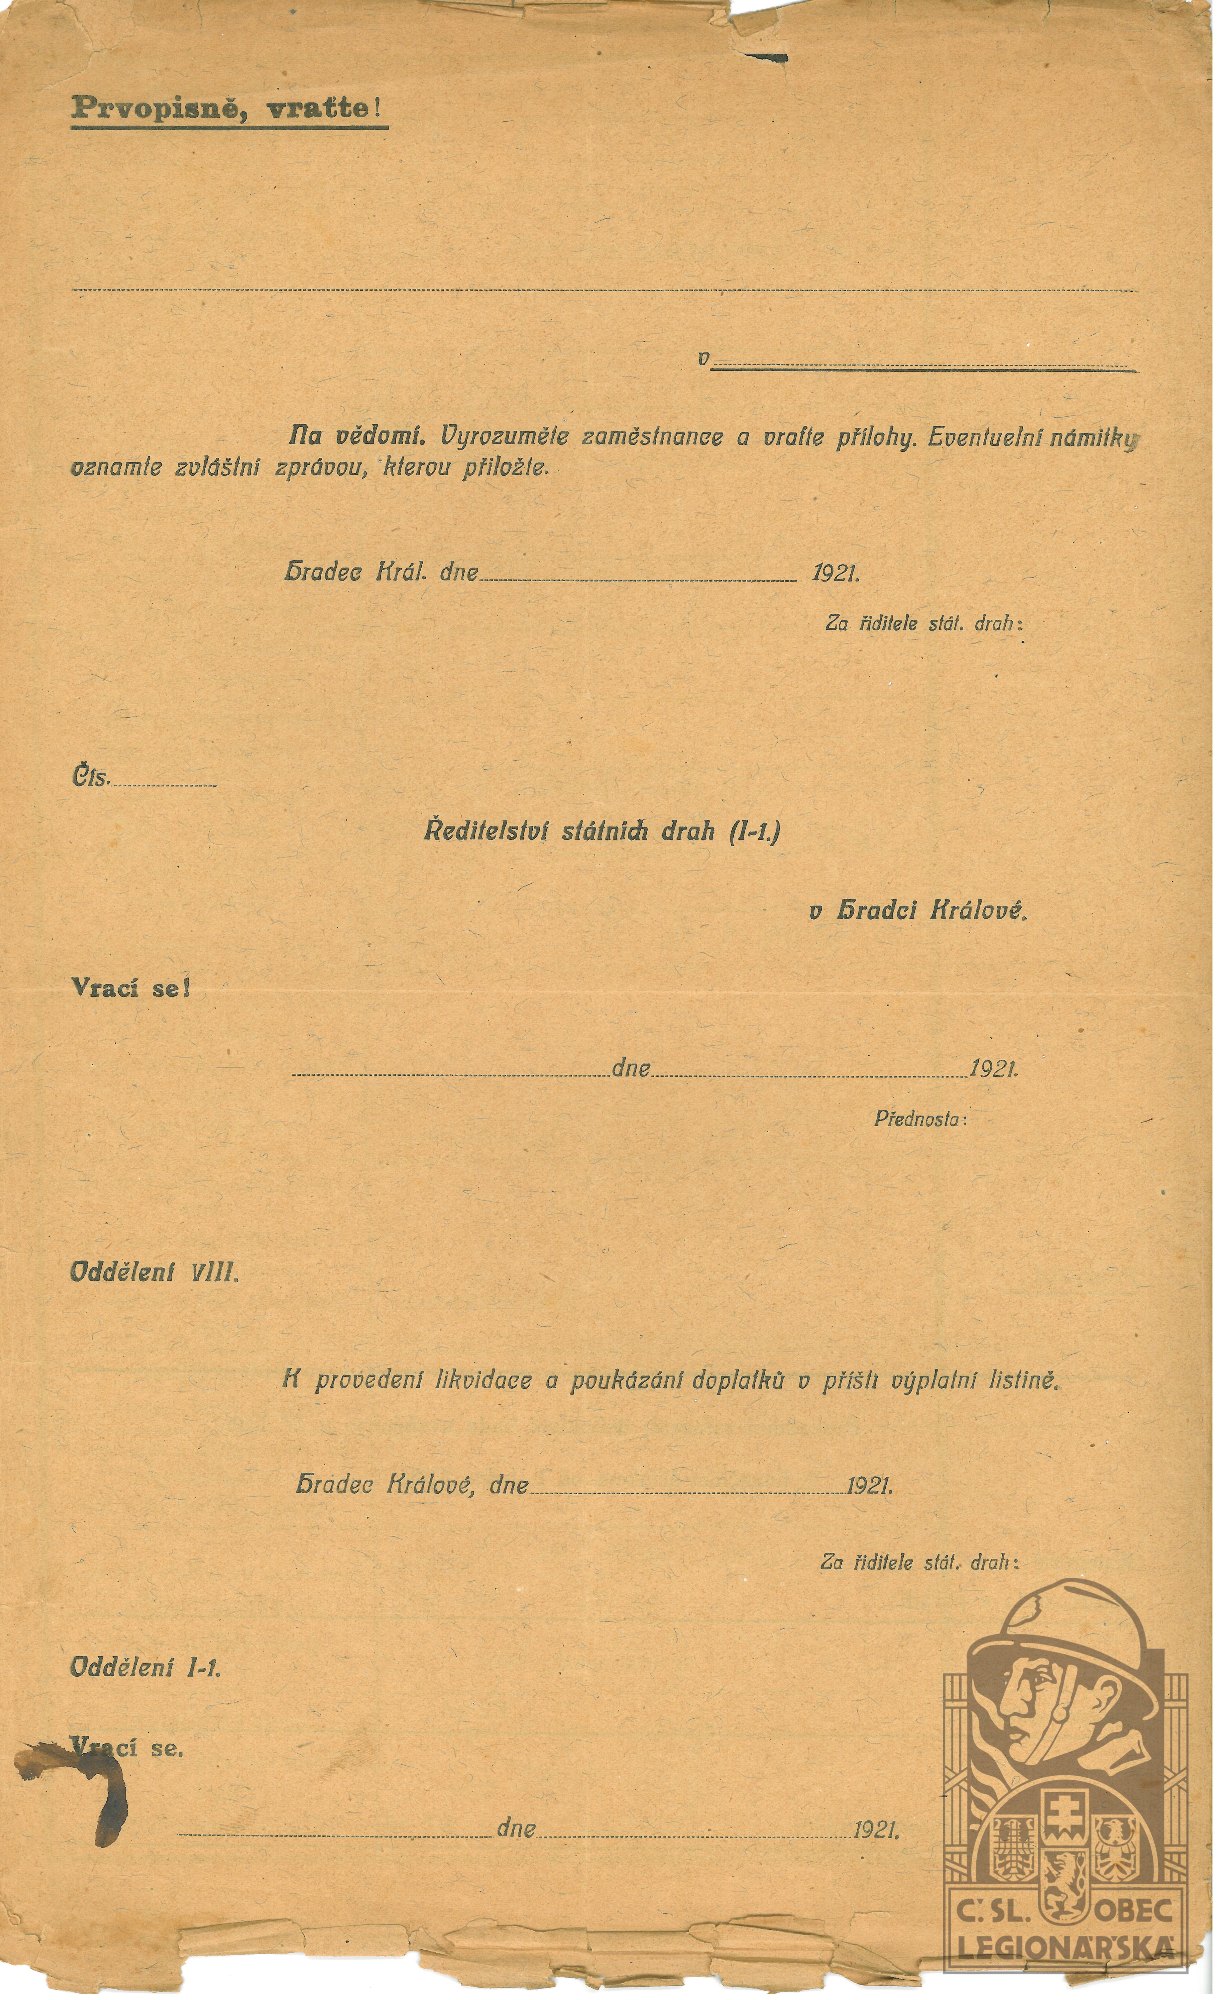 Prvopisně, vraťte!
v
Na vědomí. Vyrozuměte zaměstnance a vraťte přílohy. Eventuelní námitky
oznamte zvláštní zprávou, kterou přiložte.
Hradec Král. dne 1921.
Za řiditele stát. drah:
Čís.
Ředitelství státních drah (I-1.)
v Hradci Králové.
Vrací se!
dne 1921.
Přednosta:
Oddělení VIII.
K provedení likvidace a poukázání doplatků v příští výplatní listině.
Hradec Králové, dne 1921.
Za řiditele stát. drah:
Oddělení I-1.
Vrací se.
dne 1921.
Č.SL. OBEC
LEGIONÁŘSKÁ